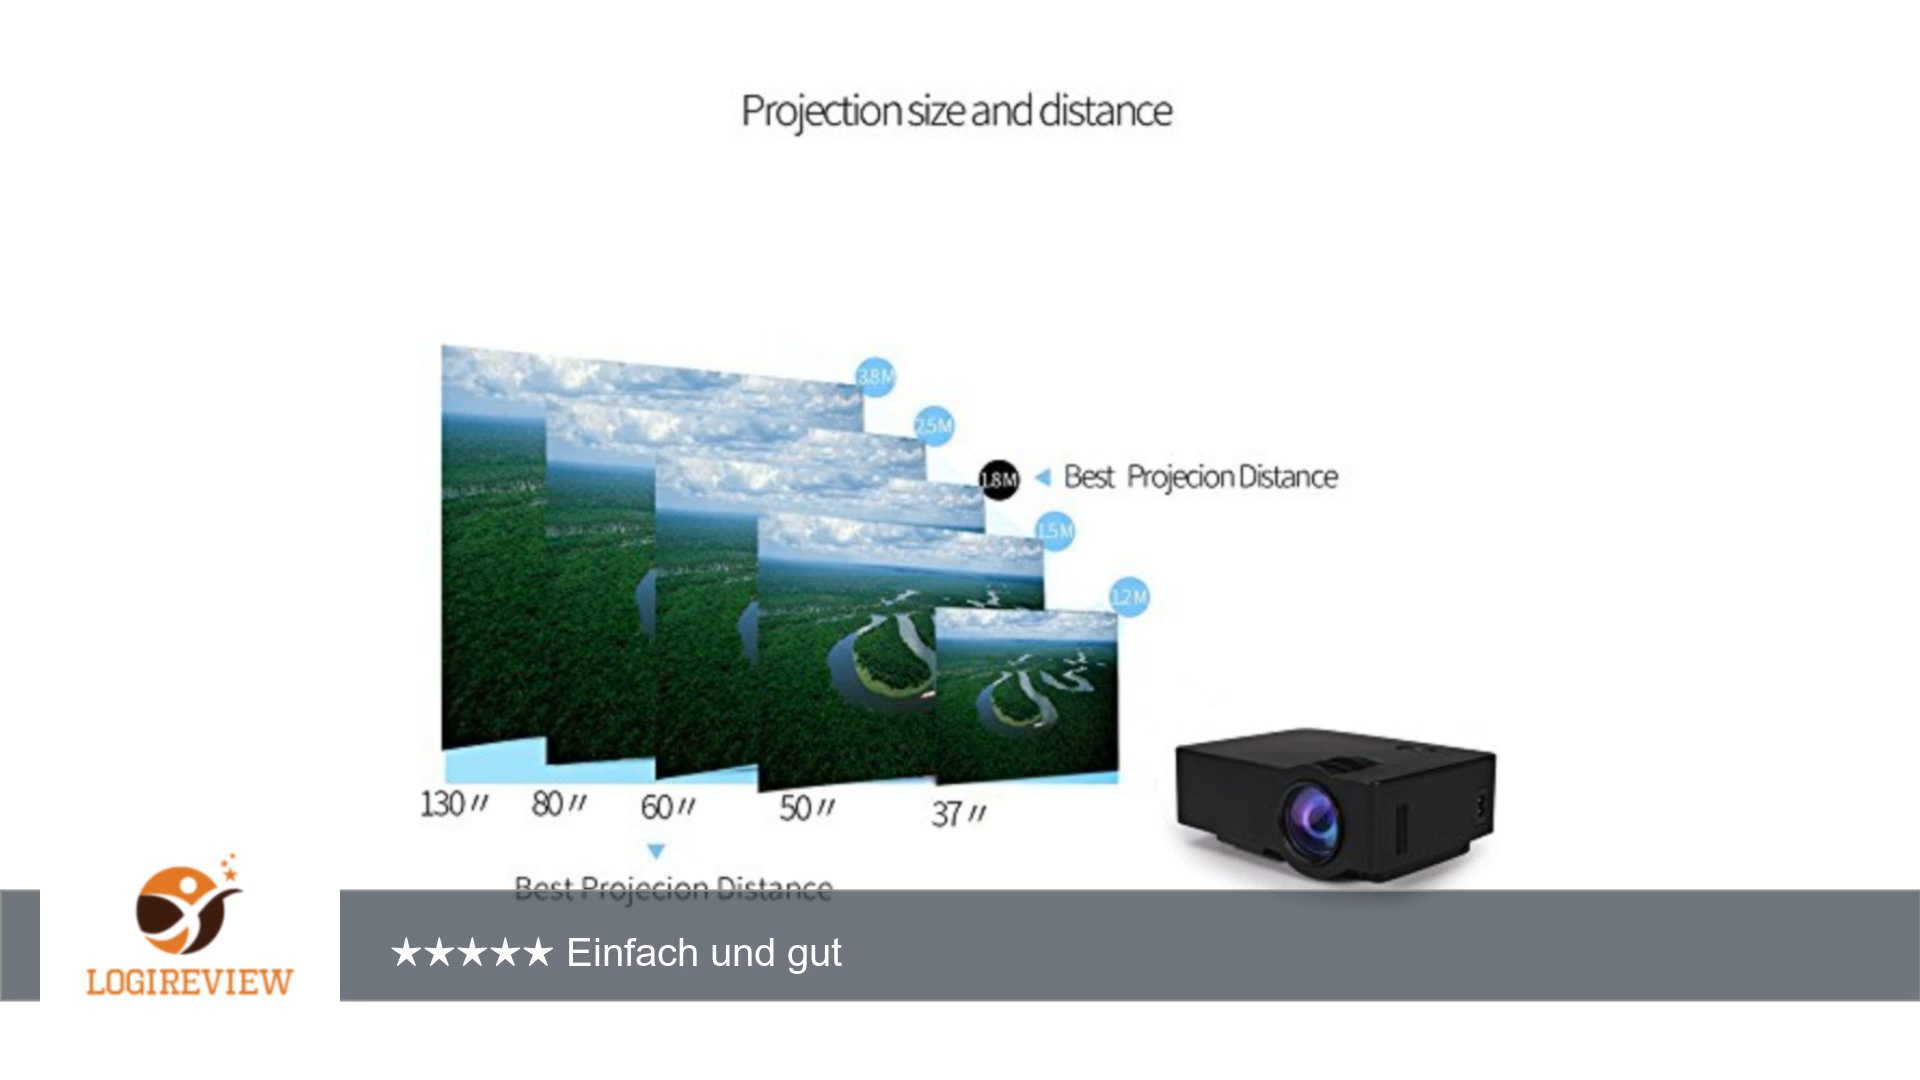 Projection size and distance
3.8M
2.5M
1.8M
Best Projecion Distance
1.5M
1.2M
130″ 80″ 60″ 50″ 37″
Best Projecion Distance
★★★★★ Einfach und gut
LOGIREVIEW